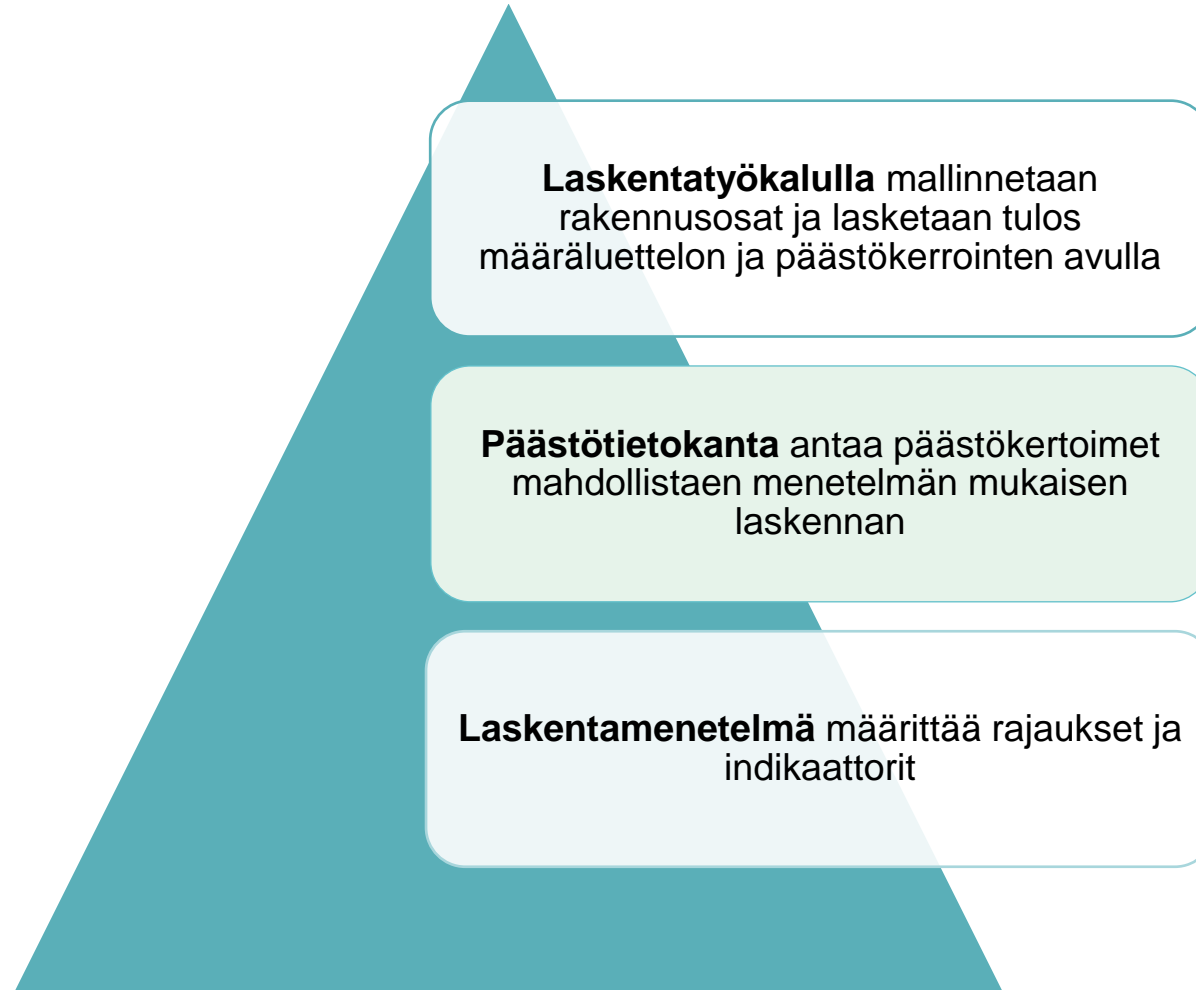 Laskentatyökalulla mallinnetaan
rakennusosat ja lasketaan tulos
määräluettelon ja päästökerrointen avulla
Päästötietokanta antaa päästökertoimet
mahdollistaen menetelmän mukaisen
laskennan
Laskentamenetelmä määrittää rajaukset ja
indikaattorit